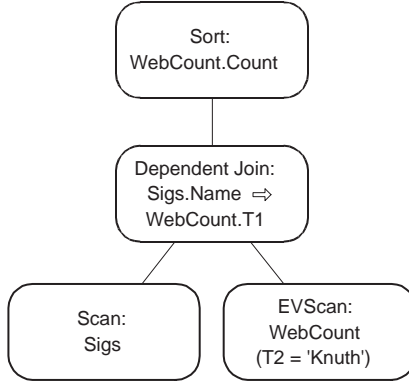 Sort:
WebCount.Count
Dependent Join:
Sigs.Name ⇨
WebCount.T1
Scan:
Sigs
EVScan:
WebCount
(T2 = 'Knuth')